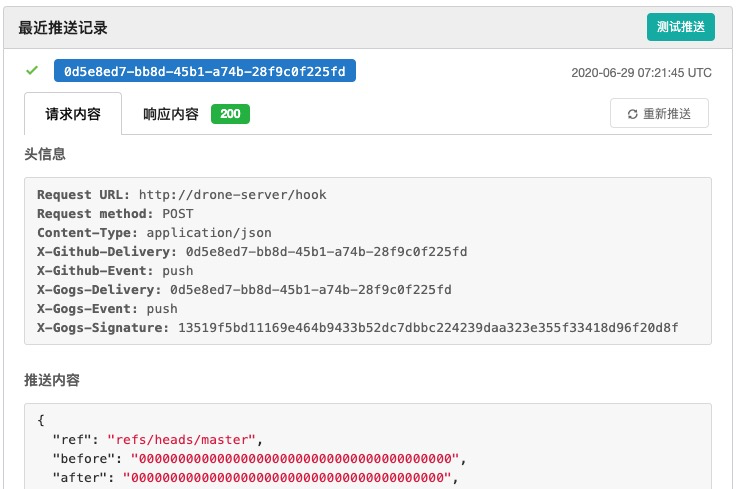 最近推送记录
测试推送
0d5e8ed7-bb8d-45b1-a74b-28f9c0f225fd
2020-06-29 07:21:45 UTC
请求内容
响应内容 200
重新推送
头信息
Request URL: http://drone-server/hook
Request method: POST
Content-Type: application/json
X-Github-Delivery: 0d5e8ed7-bb8d-45b1-a74b-28f9c0f225fd
X-Github-Event: push
X-Gogs-Delivery: 0d5e8ed7-bb8d-45b1-a74b-28f9c0f225fd
X-Gogs-Event: push
X-Gogs-Signature: 13519f5bd11169e464b9433b52dc7dbbc224239daa323e355f33418d96f20d8f
推送内容
{
"ref": "refs/heads/master",
"before": "0000000000000000000000000000000000000000",
"after": "0000000000000000000000000000000000000000",